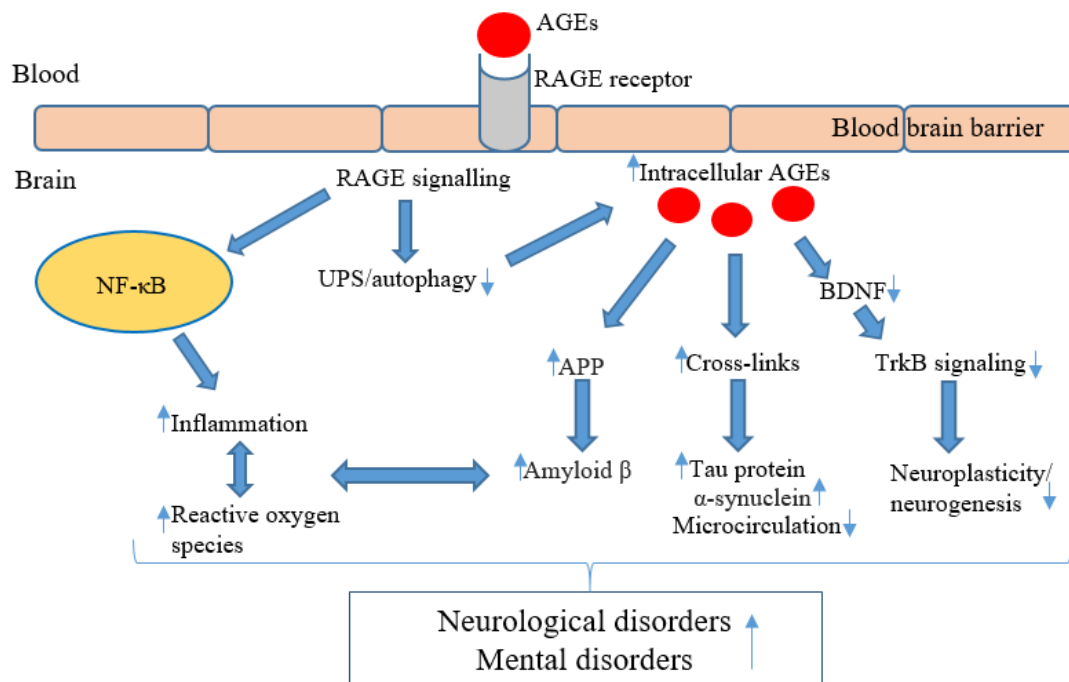 AGEs
Blood
RAGE receptor
Blood brain barrier
Brain
RAGE signalling
↑Intracellular AGEs
NF-κB
UPS/autophagy↓
BDNF↓
↑APP
↑Cross-links
TrkB signaling↓
↑Inflammation
↑Amyloid β
↑Tau protein
α-synuclein↑
Microcirculation↓
Neuroplasticity/
neurogenesis↓
↑Reactive oxygen
species
Neurological disorders↑
Mental disorders